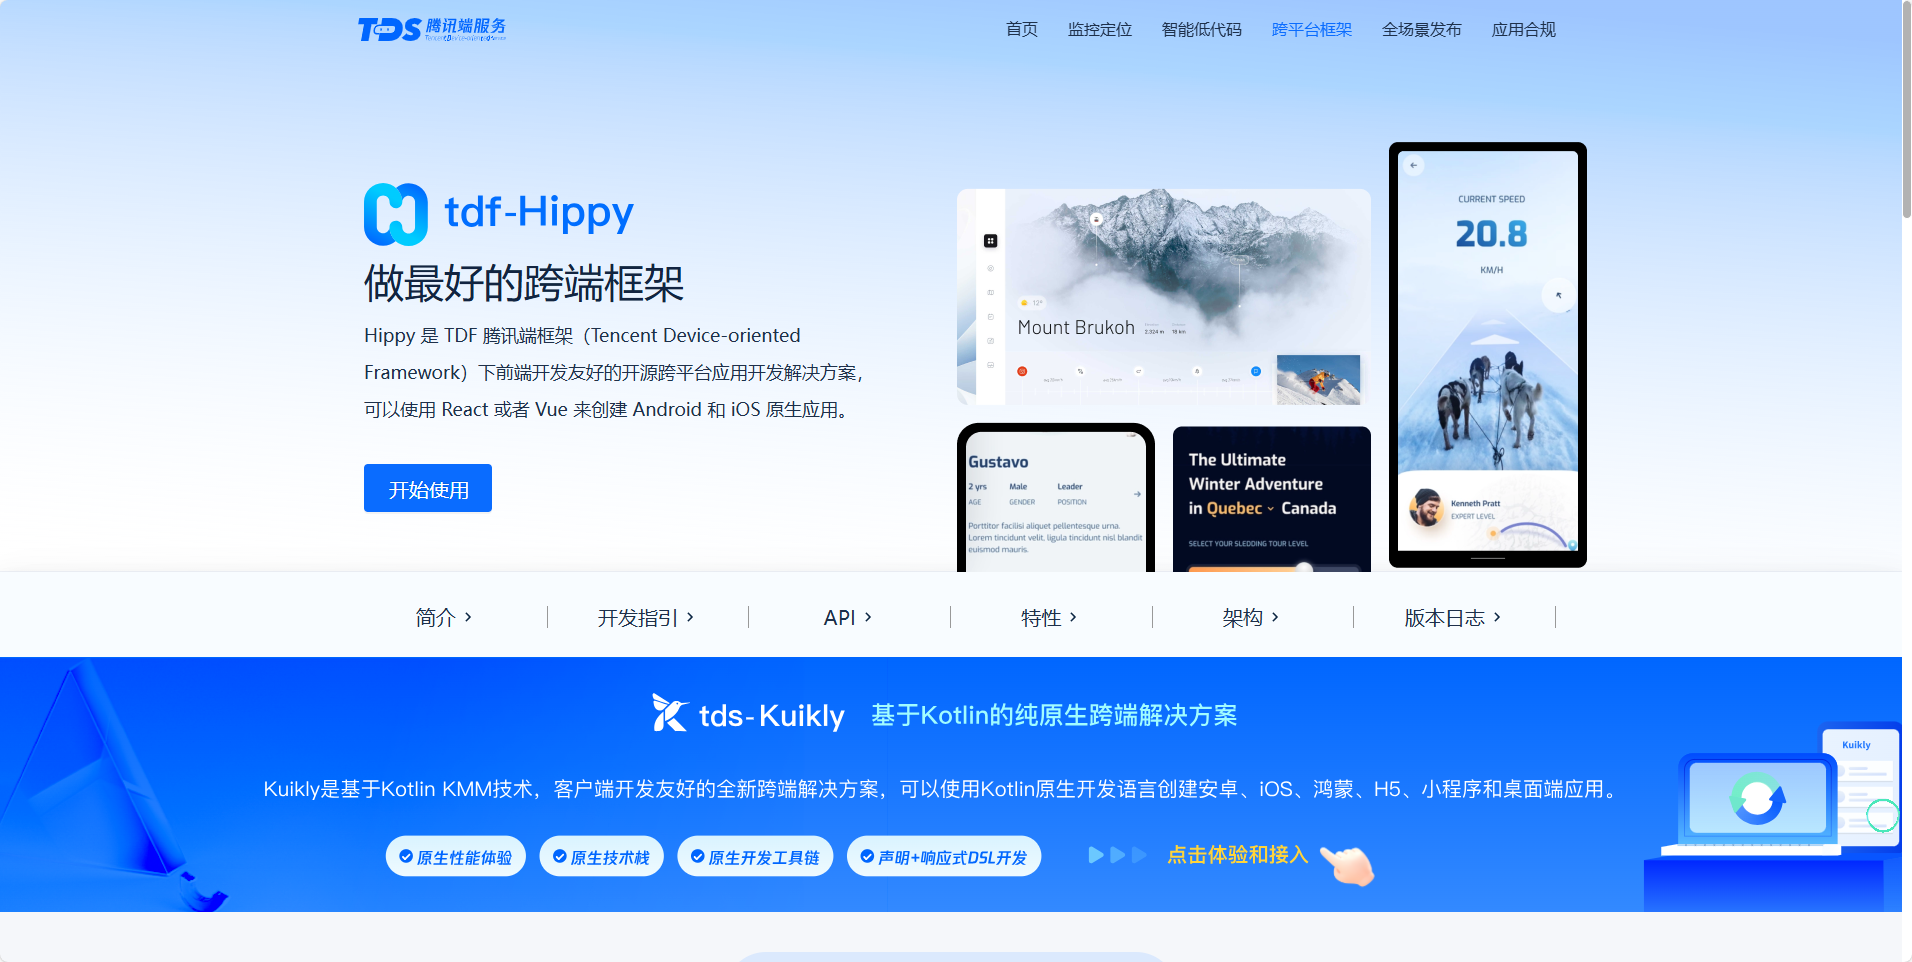 TDS 腾讯端服务
首页 监控定位 智能低代码 跨平台框架 全场景发布 应用合规
tdf-Hippy
做最好的跨端框架
Hippy 是 TDF 腾讯端框架（Tencent Device-oriented
Framework）下前端开发友好的开源跨平台应用开发解决方案，
可以使用 React 或者 Vue 来创建 Android 和 iOS 原生应用。
开始使用
12°
Mount Brukoh
2.324 m
18 km
Gustavo
2 yrs Male Leader
AGE GENDER POSITION
Porttitor facilisi aliquet pellentesque urna.
Lorem tincidunt velit, ligula tincidunt nisl blandit
euismod mauris.
The Ultimate
Winter Adventure
in Quebec Canada
SELECT YOUR SLEDDING TOUR LEVEL
CURRENT SPEED
20.8
KM/H
Kenneth Pratt
EXPERT LEVEL
简介 开发指引 API 特性 架构 版本日志
tds-Kuikly 基于Kotlin的纯原生跨端解决方案
Kuikly是基于Kotlin KMM技术，客户端开发友好的全新跨端解决方案，可以使用Kotlin原生开发语言创建安卓、iOS、鸿蒙、H5、小程序和桌面端应用。
原生性能体验 原生技术栈 原生开发工具链 声明+响应式DSL开发 点击体验和接入
Kuikly